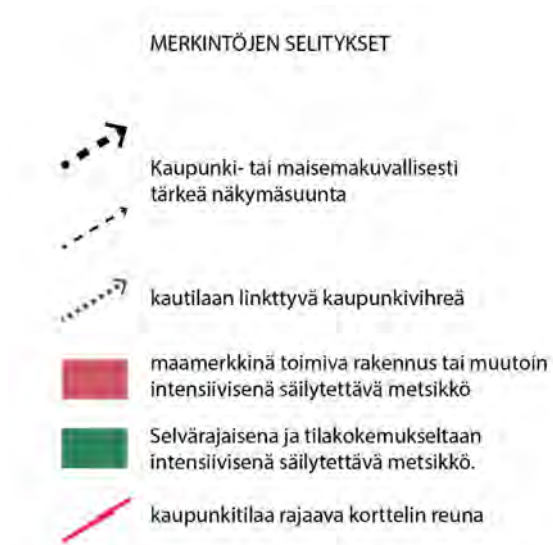 MERKINTÖJEN SELITYKSET
Kaupunki- tai maisemakuvallisesti
tärkeä näkymäsuunta
kautilaan linkttyvä kaupunkivihreä
maamerkkinä toimiva rakennus tai muutoin
intensiivisenä säilytettävä metsikkö
Selvärajaisena ja tilakokemukseltaan
intensiivisenä säilytettävä metsikkö.
kaupunkitilaa rajaava korttelin reuna